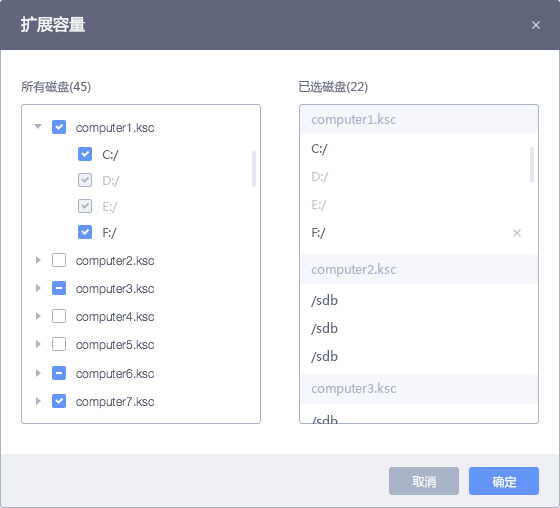 扩展容量
所有磁盘(45)
computer1.ksc
C:/
D:/
E:/
F:/
computer2.ksc
computer3.ksc
computer4.ksc
computer5.ksc
computer6.ksc
computer7.ksc
已选磁盘(22)
computer1.ksc
C:/
D:/
E:/
F:/
computer2.ksc
/sdb
/sdb
/sdb
computer3.ksc
/sdb
取消
确定